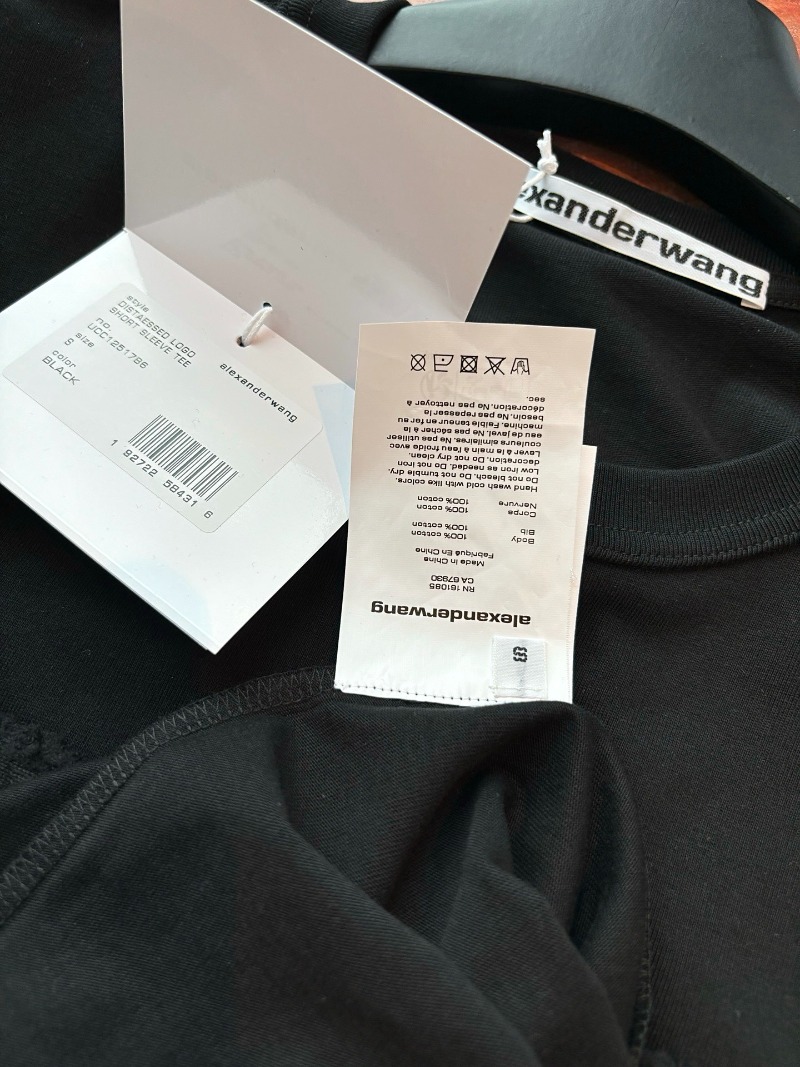 exanderwang
style
DISTAESSED LOGO
SHORT SLEEVE TEE
no.
UCC1251786
size
S
color
BLACK
alexanderwang
1 92722 58431 6
alexanderwang
RN 161085
CA 67930
Made in China
Fabriqué En Chine
Body 100% cotton
Bib 100% cotton
Corps 100% coton
Nervure 100% coton
Hand wash cold with like colors.
Do not bleach. Do not tumble dry.
Low iron as needed. Do not iron
decoration. Do not dry clean.
Laver à la main à l'eau froide avec
couleurs similaires. Ne pas utiliser
eau de javel. Ne pas sécher à la
machine. Faible teneur en fer au
besoin. Ne pas repasser la
décoration. Ne pas nettoyer à
sec.
S